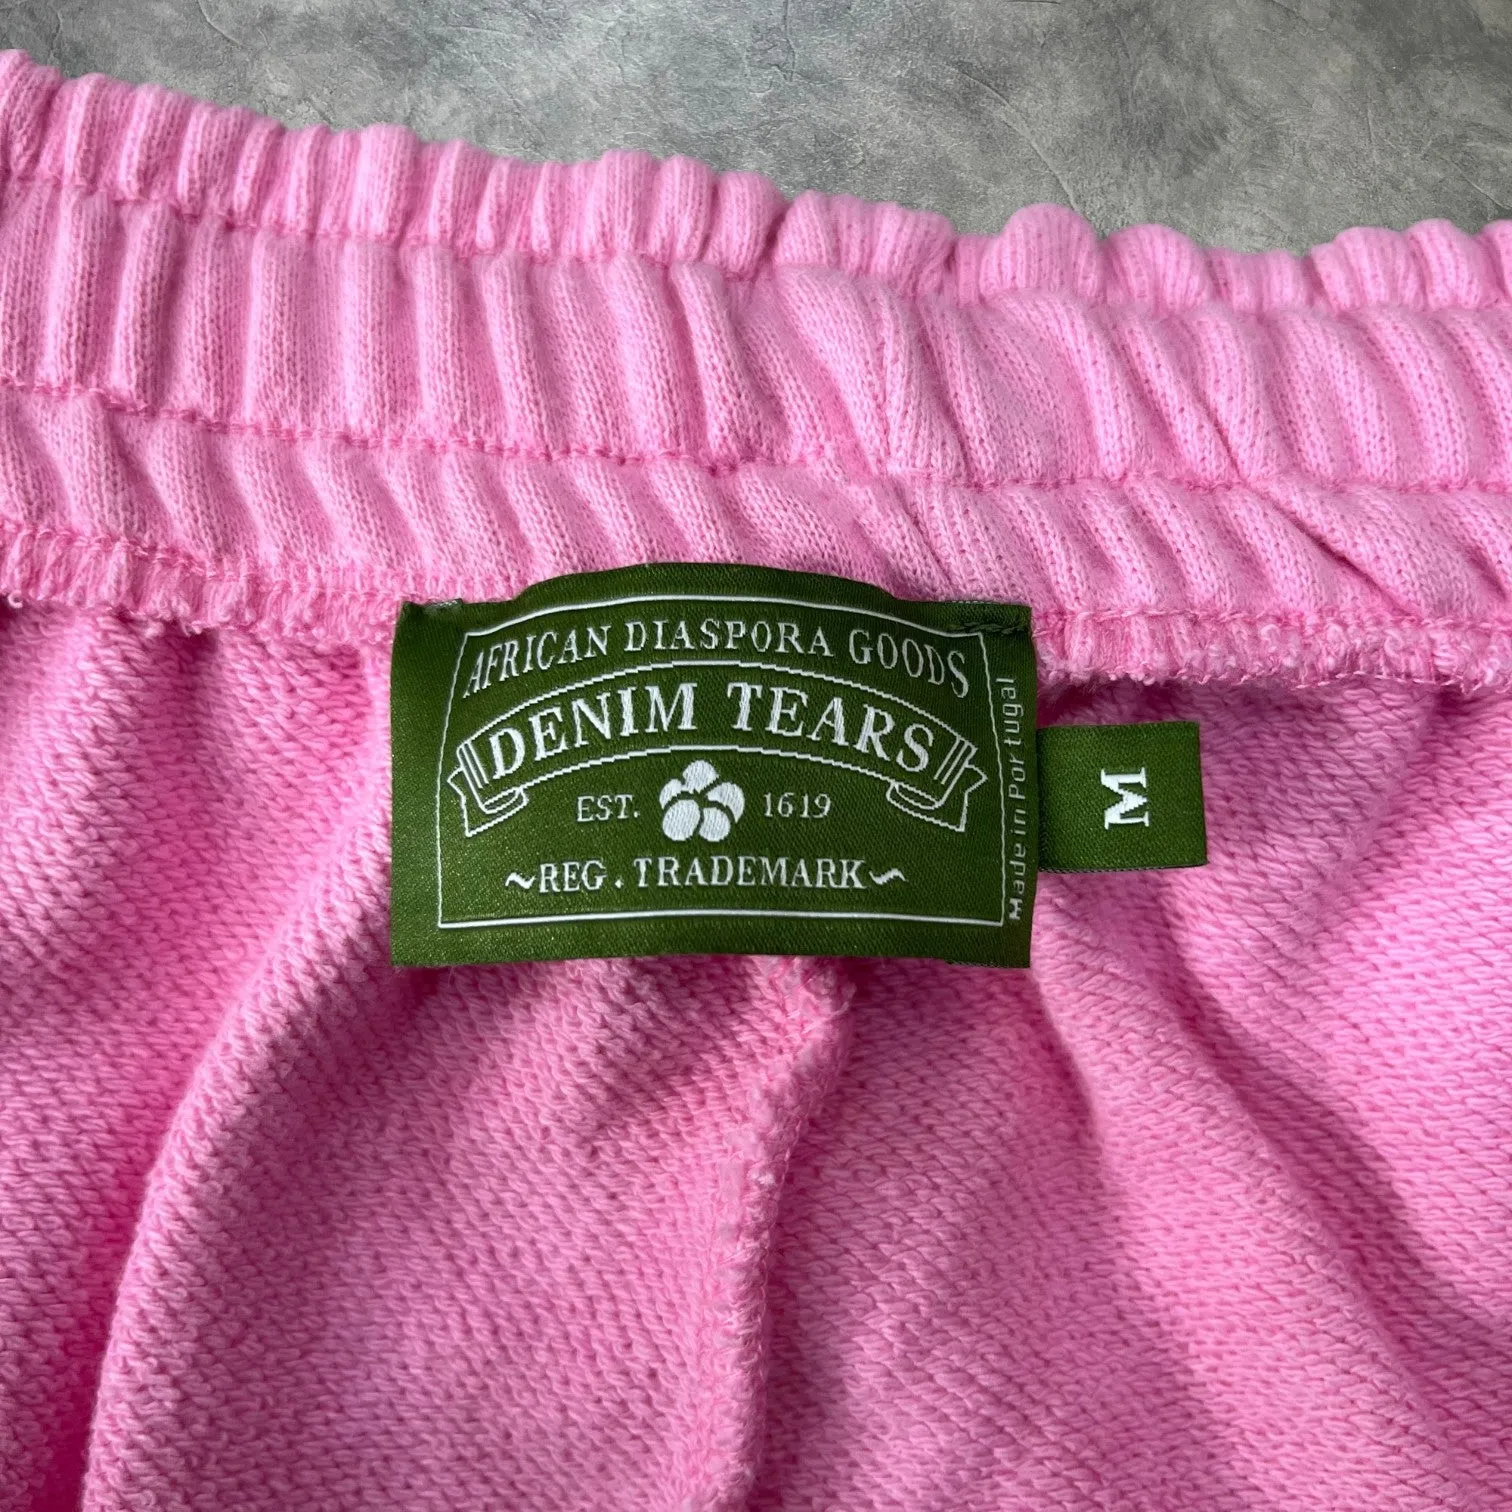 AFRICAN DIASPORA GOODS
DENIM TEARS
EST. 1619
~REG. TRADEMARK~
Made in Portugal
M